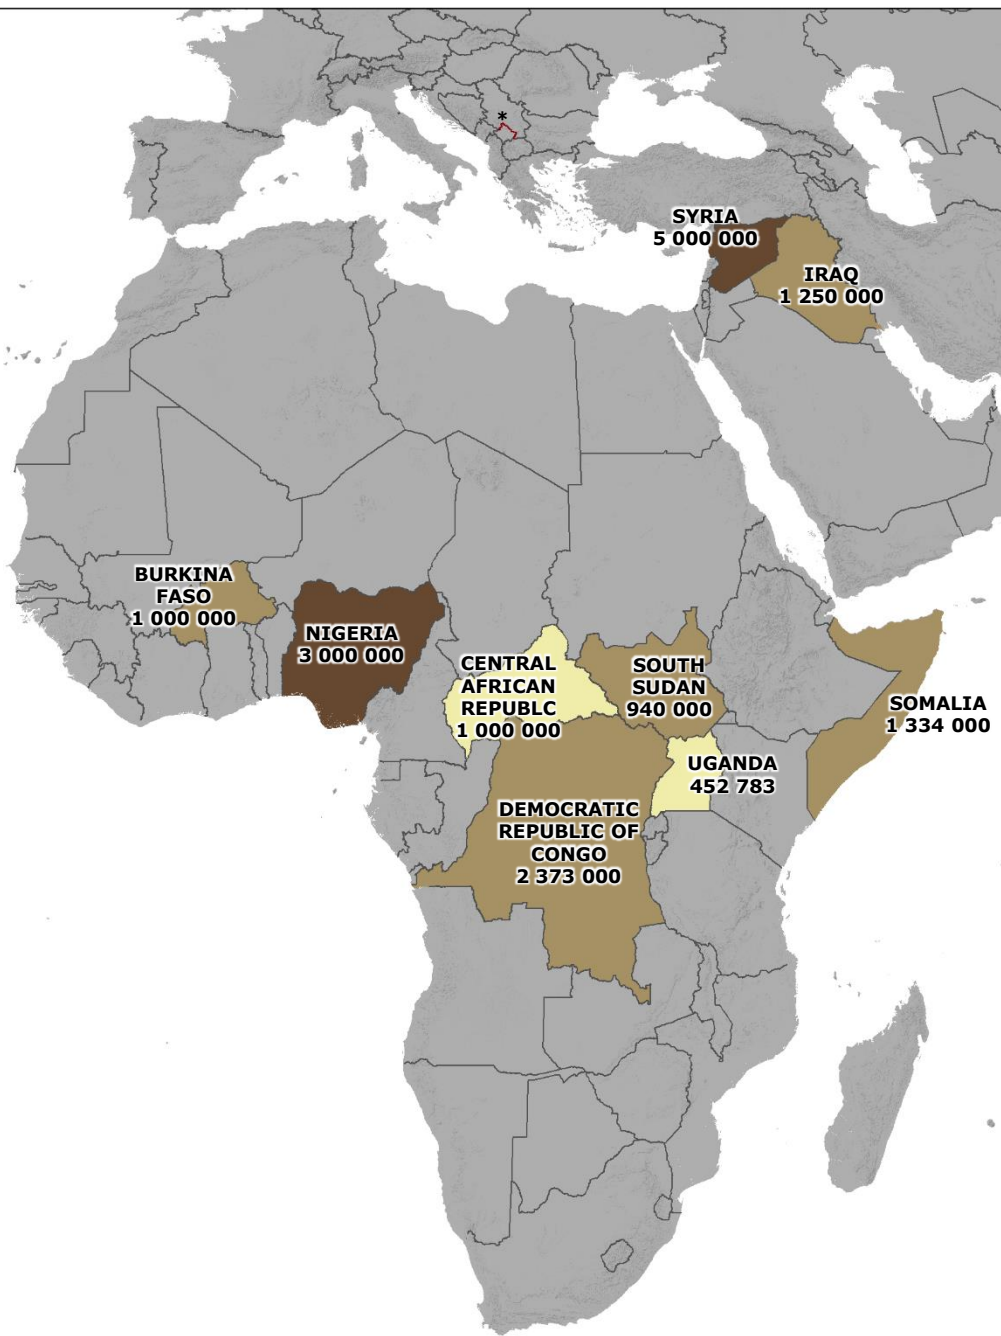 *
SYRIA
5 000 000
IRAQ
1 250 000
BURKINA
FASO
1 000 000
NIGERIA
3 000 000
CENTRAL
AFRICAN
REPUBLC
1 000 000
SOUTH
SUDAN
940 000
SOMALIA
1 334 000
UGANDA
452 783
DEMOCRATIC
REPUBLIC OF
CONGO
2 373 000